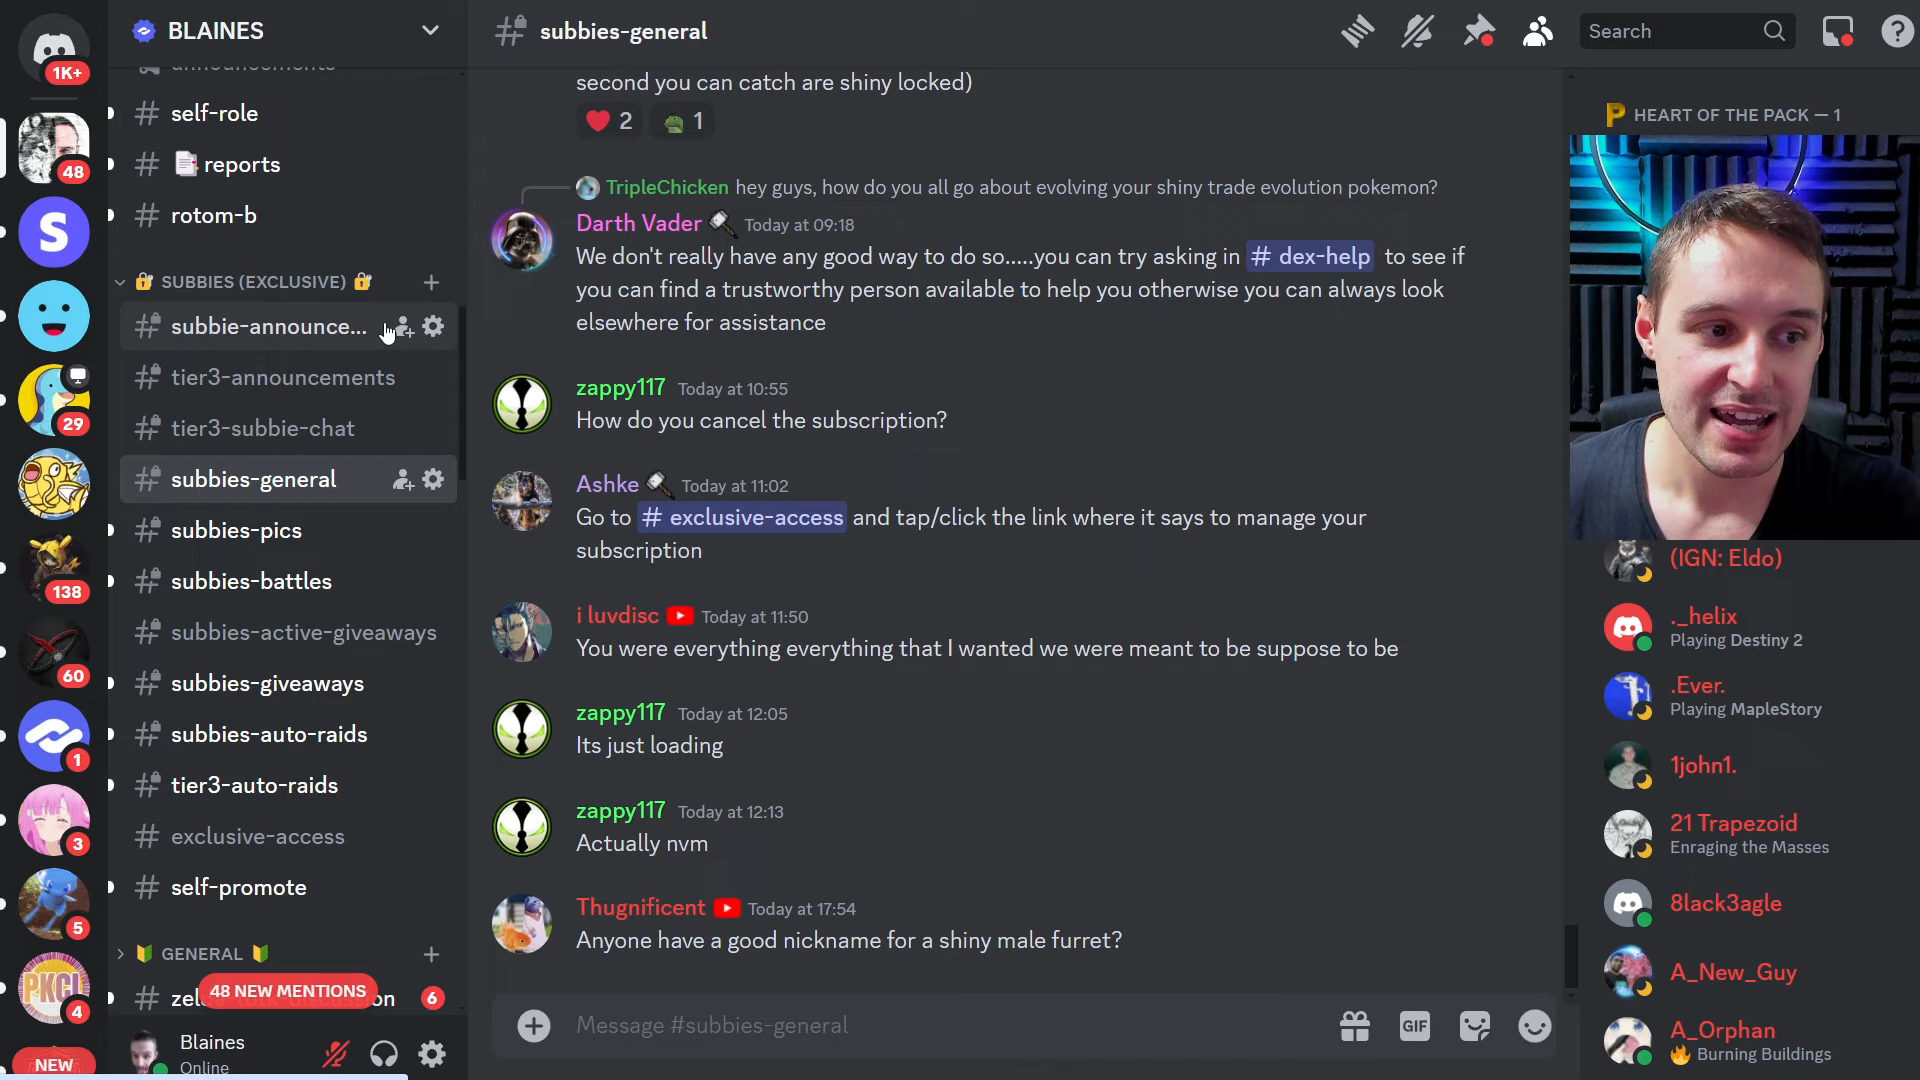 1K+
48
S
29
138
60
1
3
5
PKCL
4
NEW
BLAINES
announcements
self-role
reports
rotom-b
SUBBIES (EXCLUSIVE)
subbie-announce...
tier3-announcements
tier3-subbie-chat
subbies-general
subbies-pics
subbies-battles
subbies-active-giveaways
subbies-giveaways
subbies-auto-raids
tier3-auto-raids
exclusive-access
self-promote
GENERAL
48 NEW MENTIONS
6
Blaines
Online
subbies-general
Search
second you can catch are shiny locked)
2
1
TripleChicken hey guys, how do you all go about evolving your shiny trade evolution pokemon?
Darth Vader Today at 09:18
We don't really have any good way to do so.....you can try asking in # dex-help to see if
you can find a trustworthy person available to help you otherwise you can always look
elsewhere for assistance
zappy117 Today at 10:55
How do you cancel the subscription?
Ashke Today at 11:02
Go to # exclusive-access and tap/click the link where it says to manage your
subscription
i luvdisc Today at 11:50
You were everything everything that I wanted we were meant to be suppose to be
zappy117 Today at 12:05
Its just loading
zappy117 Today at 12:13
Actually nvm
Thugnificent Today at 17:54
Anyone have a good nickname for a shiny male furret?
Message #subbies-general
GIF
HEART OF THE PACK — 1
(IGN: Eldo)
._helix
Playing Destiny 2
.Ever.
Playing MapleStory
1john1.
21 Trapezoid
Enraging the Masses
8lack3agle
A_New_Guy
A_Orphan
Burning Buildings